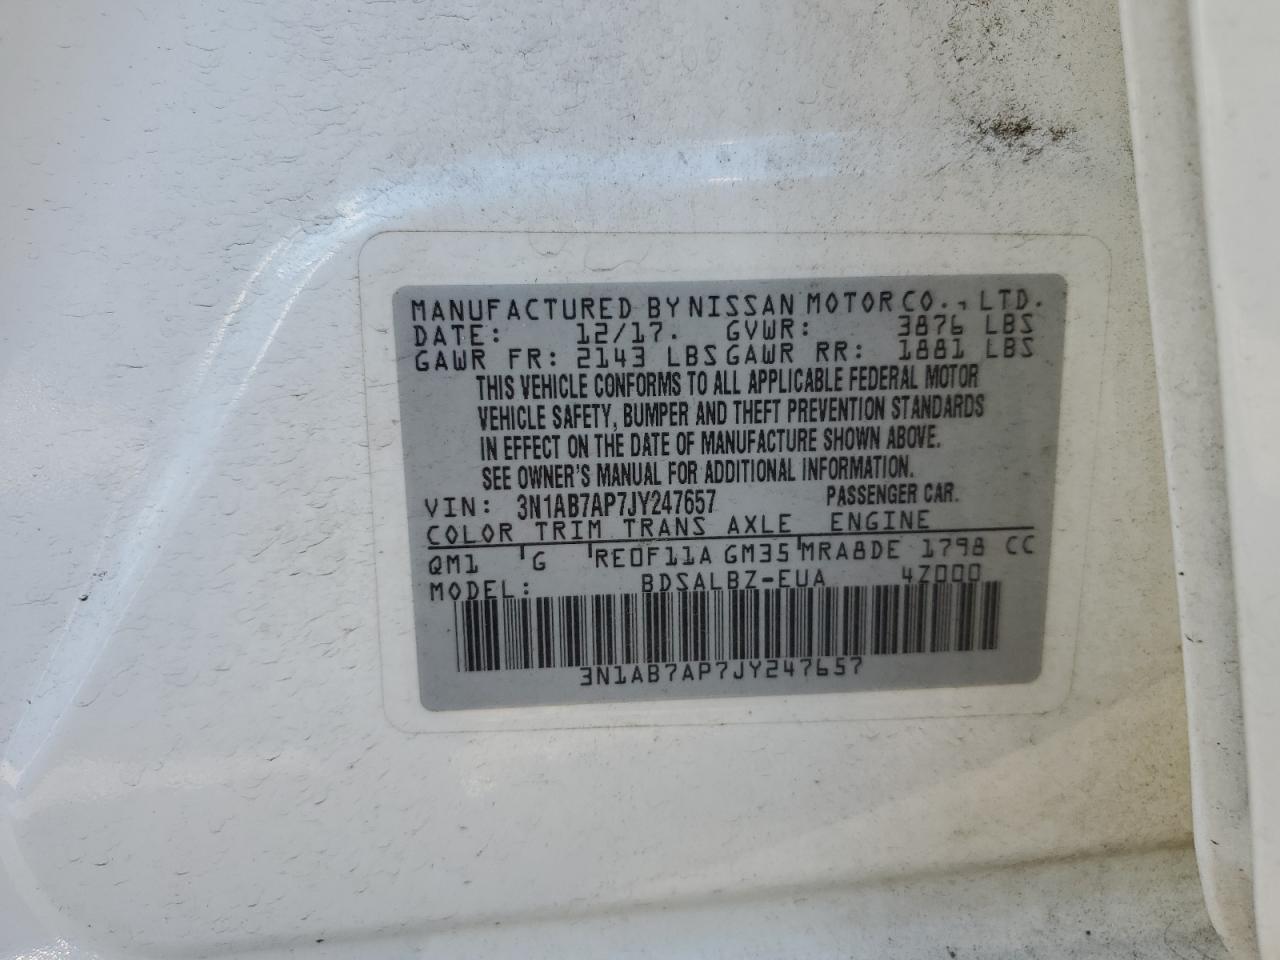 MANUFACTURED BY NISSAN MOTOR CO., LTD.
DATE: 12/17. GVWR: 3876 LBS
GAWR FR: 2143 LBS GAWR RR: 1881 LBS
THIS VEHICLE CONFORMS TO ALL APPLICABLE FEDERAL MOTOR
VEHICLE SAFETY, BUMPER AND THEFT PREVENTION STANDARDS
IN EFFECT ON THE DATE OF MANUFACTURE SHOWN ABOVE.
SEE OWNER'S MANUAL FOR ADDITIONAL INFORMATION.
VIN: 3N1AB7AP7JY247657 PASSENGER CAR.
COLOR TRIM TRANS AXLE ENGINE
QM1 G RE0F11A GM35 MRA8DE 1798 CC
MODEL: BDSALBZ-EUA 4Z000
3N1AB7AP7JY247657